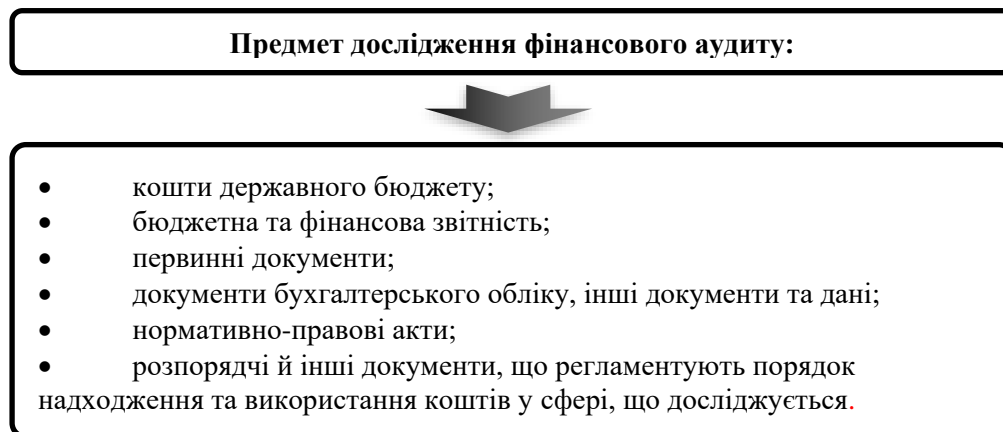 Предмет дослідження фінансового аудиту:
• кошти державного бюджету;
• бюджетна та фінансова звітність;
• первинні документи;
• документи бухгалтерського обліку, інші документи та дані;
• нормативно-правові акти;
• розпорядчі й інші документи, що регламентують порядок
надходження та використання коштів у сфері, що досліджується.